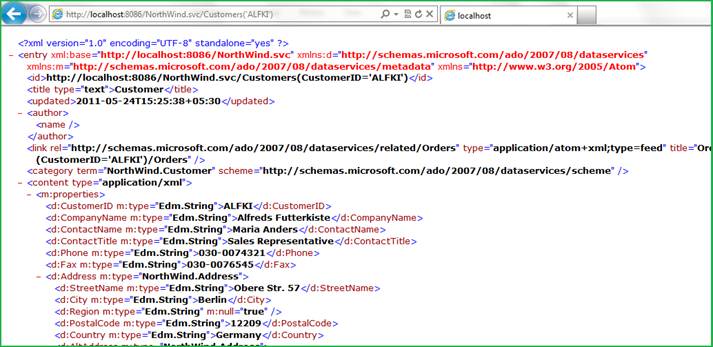 http://localhost:8086/NorthWind.svc/Customers('ALFKI')
localhost
<?xml version="1.0" encoding="UTF-8" standalone="yes" ?>
- <entry xml:base="http://localhost:8086/NorthWind.svc" xmlns:d="http://schemas.microsoft.com/ado/2007/08/dataservices"
xmlns:m="http://schemas.microsoft.com/ado/2007/08/dataservices/metadata" xmlns="http://www.w3.org/2005/Atom">
<id>http://localhost:8086/NorthWind.svc/Customers(CustomerID='ALFKI')</id>
<title type="text">Customer</title>
<updated>2011-05-24T15:25:38+05:30</updated>
- <author>
<name />
</author>
<link rel="http://schemas.microsoft.com/ado/2007/08/dataservices/related/Orders" type="application/atom+xml;type=feed" title="Or
(CustomerID='ALFKI')/Orders" />
<category term="NorthWind.Customer" scheme="http://schemas.microsoft.com/ado/2007/08/dataservices/scheme" />
- <content type="application/xml">
- <m:properties>
<d:CustomerID m:type="Edm.String">ALFKI</d:CustomerID>
<d:CompanyName m:type="Edm.String">Alfreds Futterkiste</d:CompanyName>
<d:ContactName m:type="Edm.String">Maria Anders</d:ContactName>
<d:ContactTitle m:type="Edm.String">Sales Representative</d:ContactTitle>
<d:Phone m:type="Edm.String">030-0074321</d:Phone>
<d:Fax m:type="Edm.String">030-0076545</d:Fax>
- <d:Address m:type="NorthWind.Address">
<d:StreetName m:type="Edm.String">Obere Str. 57</d:StreetName>
<d:City m:type="Edm.String">Berlin</d:City>
<d:Region m:type="Edm.String" m:null="true" />
<d:PostalCode m:type="Edm.String">12209</d:PostalCode>
<d:Country m:type="Edm.String">Germany</d:Country>